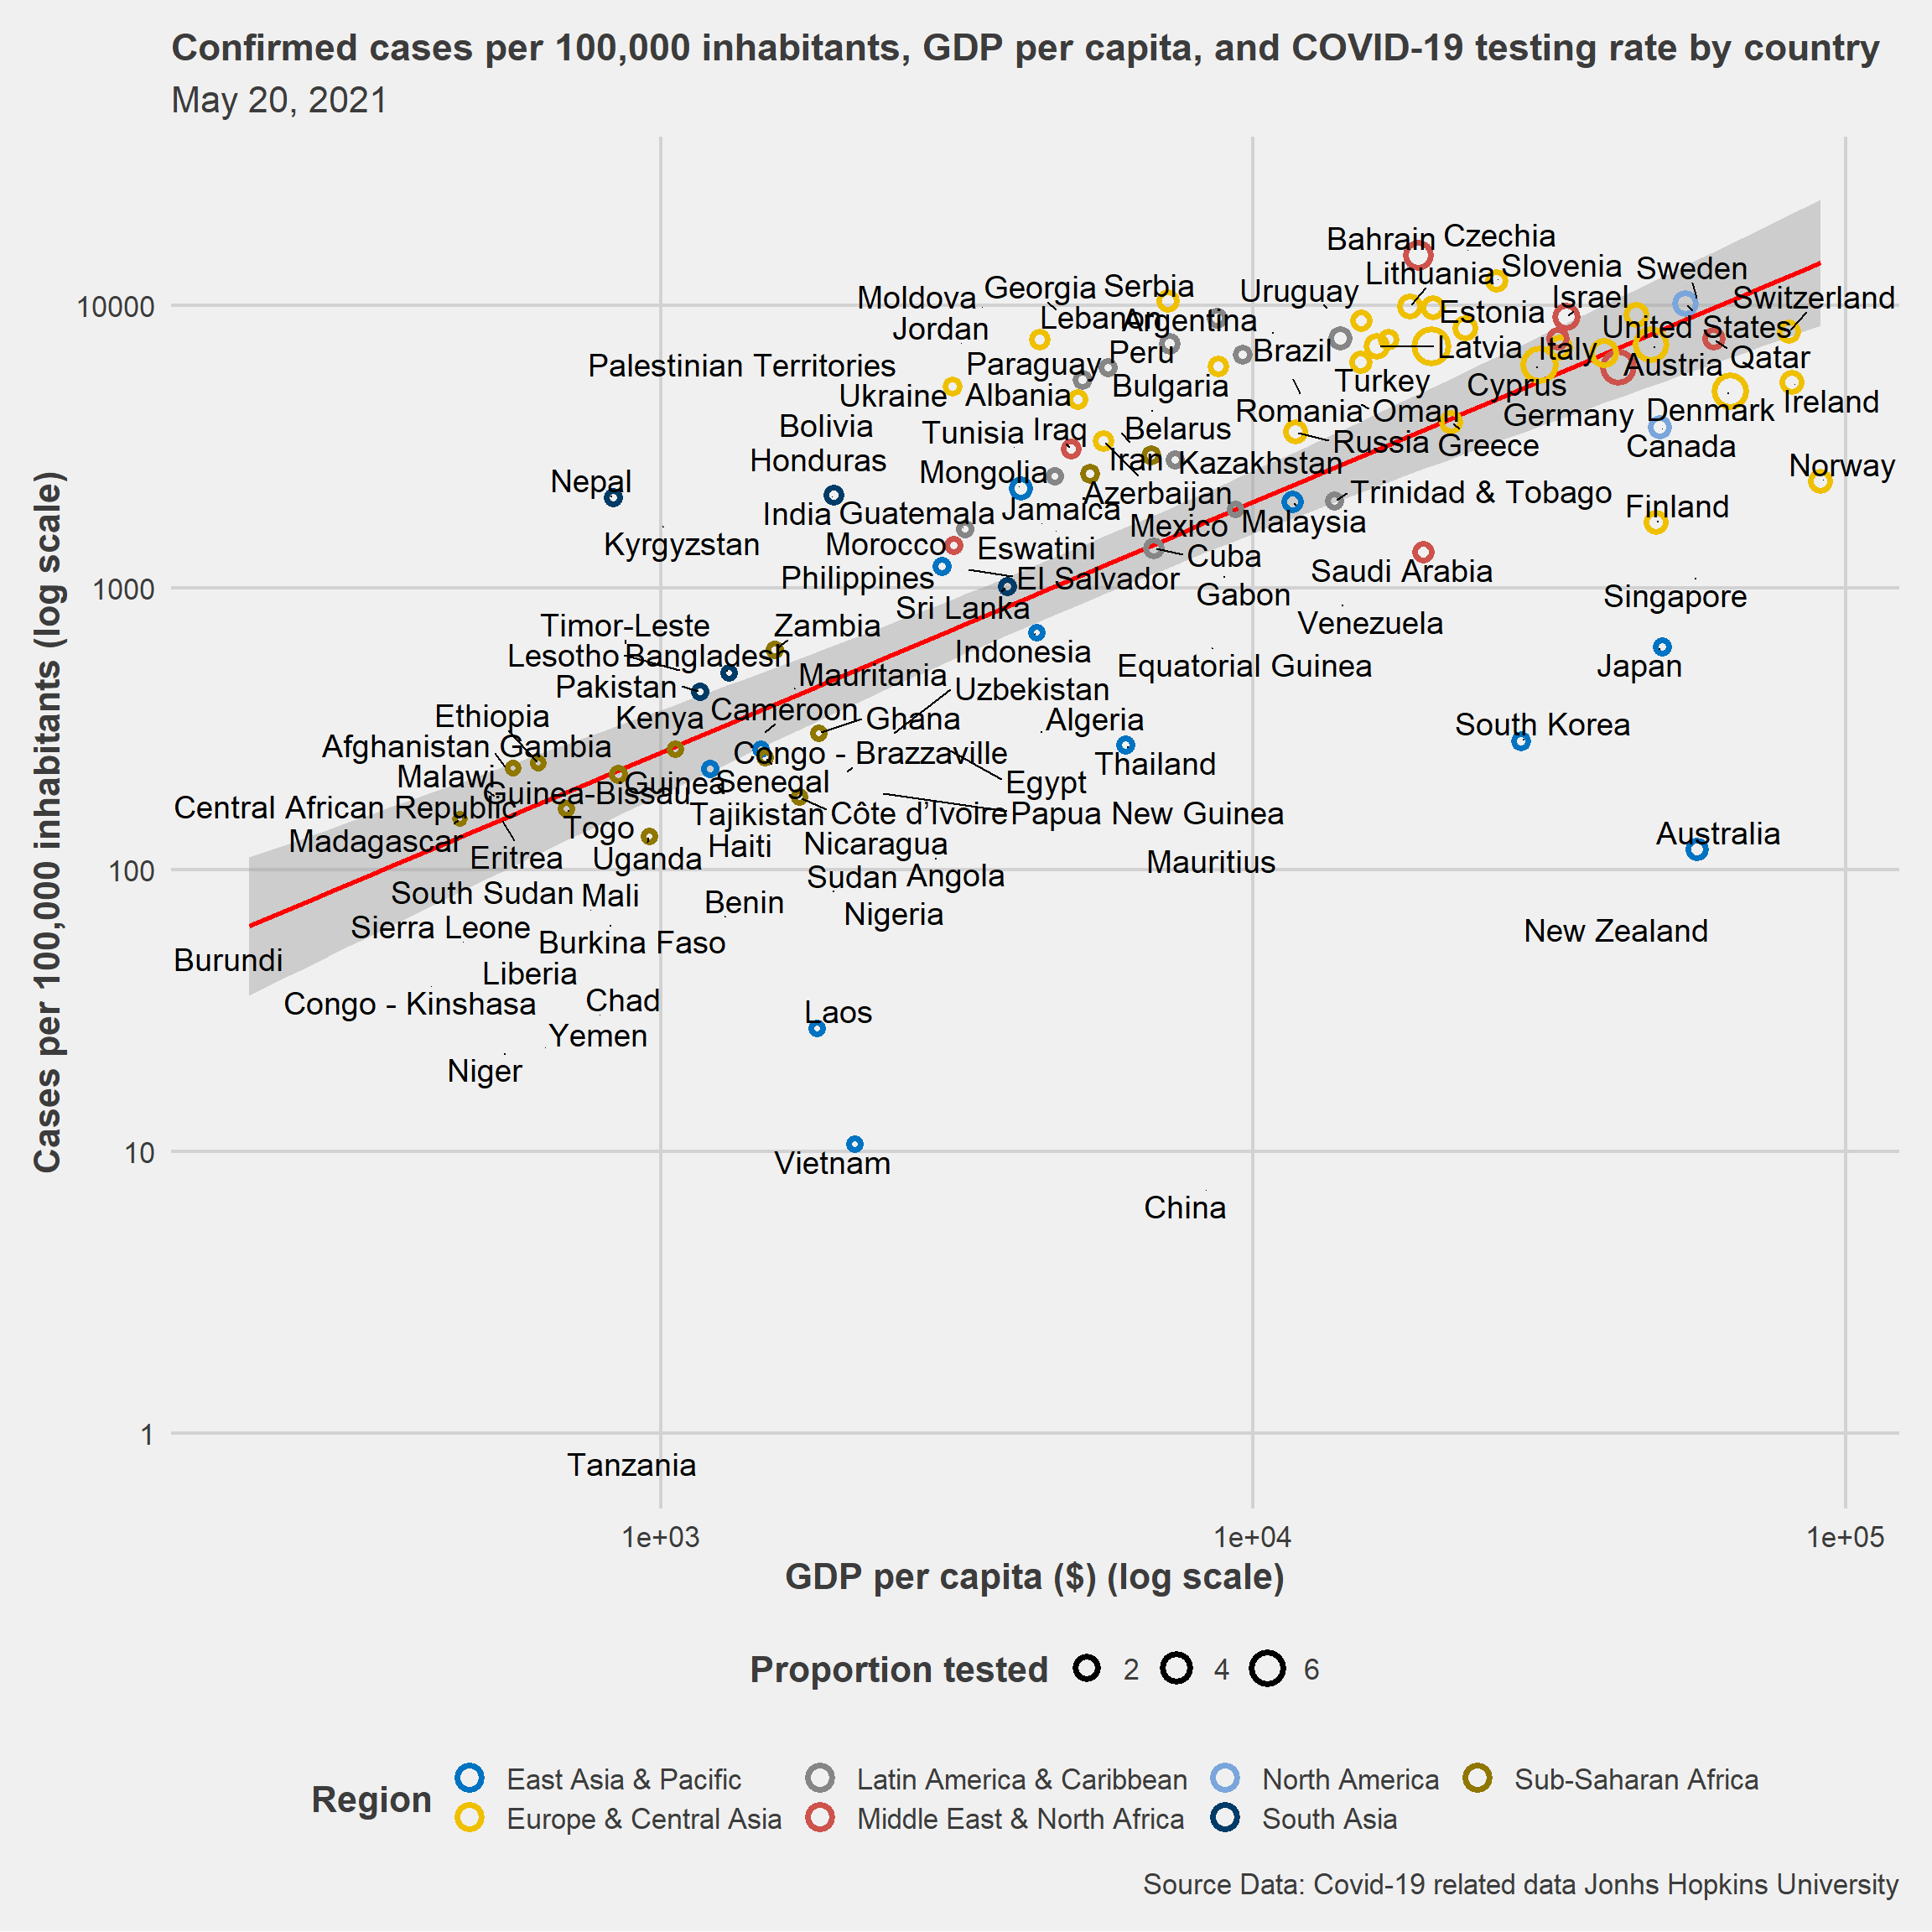 Confirmed cases per 100,000 inhabitants, GDP per capita, and COVID-19 testing rate by country
May 20, 2021
Cases per 100,000 inhabitants (log scale)
10000
1000
100
10
1
Bahrain
Czechia
Lithuania
Slovenia
Sweden
Moldova
Georgia
Serbia
Uruguay
Estonia
Israel
Switzerland
Jordan
Lebanon
Argentina
United States
Palestinian Territories
Paraguay
Peru
Brazil
Latvia
Italy
Austria
Qatar
Ukraine
Albania
Bulgaria
Turkey
Cyprus
Bolivia
Tunisia
Iraq
Belarus
Romania
Oman
Germany
Denmark
Ireland
Honduras
Mongolia
Iran
Kazakhstan
Russia
Greece
Canada
Norway
Nepal
India
Guatemala
Jamaica
Azerbaijan
Trinidad & Tobago
Finland
Kyrgyzstan
Morocco
Eswatini
Mexico
Malaysia
Cuba
Philippines
El Salvador
Gabon
Saudi Arabia
Singapore
Sri Lanka
Venezuela
Timor-Leste
Zambia
Lesotho
Bangladesh
Indonesia
Equatorial Guinea
Japan
Pakistan
Mauritania
Uzbekistan
Ethiopia
Kenya
Cameroon
Ghana
Algeria
South Korea
Afghanistan
Gambia
Congo - Brazzaville
Thailand
Malawi
Guinea
Senegal
Egypt
Guinea-Bissau
Central African Republic
Tajikistan
Côte d'Ivoire
Papua New Guinea
Madagascar
Togo
Eritrea
Uganda
Haiti
Nicaragua
Mauritius
Australia
South Sudan
Mali
Sudan
Angola
Benin
Nigeria
Sierra Leone
Burkina Faso
New Zealand
Burundi
Liberia
Congo - Kinshasa
Chad
Laos
Yemen
Niger
Vietnam
China
Tanzania
1e+03
1e+04
1e+05
GDP per capita ($) (log scale)
Proportion tested 2 4 6
Region
East Asia & Pacific
Latin America & Caribbean
North America
Sub-Saharan Africa
Europe & Central Asia
Middle East & North Africa
South Asia
Source Data: Covid-19 related data Jonhs Hopkins University